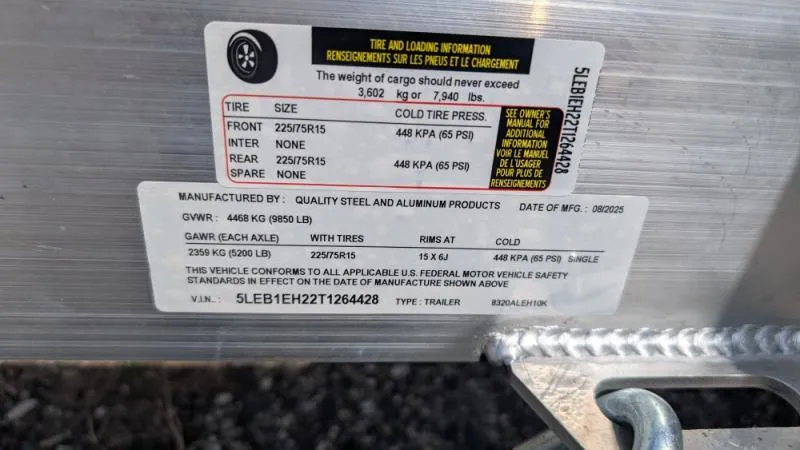 TIRE AND LOADING INFORMATION
RENSEIGNEMENTS SUR LES PNEUS ET LE CHARGEMENT
The weight of cargo should never exceed
3,602 kg or 7,940 lbs.
TIRE SIZE COLD TIRE PRESS.
FRONT 225/75R15 448 KPA (65 PSI)
INTER NONE
REAR 225/75R15 448 KPA (65 PSI)
SPARE NONE
SEE OWNER'S
MANUAL FOR
ADDITIONAL
INFORMATION
VOIR LE MANUEL
DE L'USAGER
POUR PLUS DE
RENSEIGNEMENTS
5LEB1EH22T1264428
MANUFACTURED BY : QUALITY STEEL AND ALUMINUM PRODUCTS DATE OF MFG. : 08/2025
GVWR : 4468 KG (9850 LB)
GAWR (EACH AXLE) WITH TIRES RIMS AT COLD
2359 KG (5200 LB) 225/75R15 15 X 6J 448 KPA (65 PSI) SINGLE
THIS VEHICLE CONFORMS TO ALL APPLICABLE U.S. FEDERAL MOTOR VEHICLE SAFETY
STANDARDS IN EFFECT ON THE DATE OF MANUFACTURE SHOWN ABOVE
V.I.N.. : 5LEB1EH22T1264428 TYPE : TRAILER 8320ALEH10K